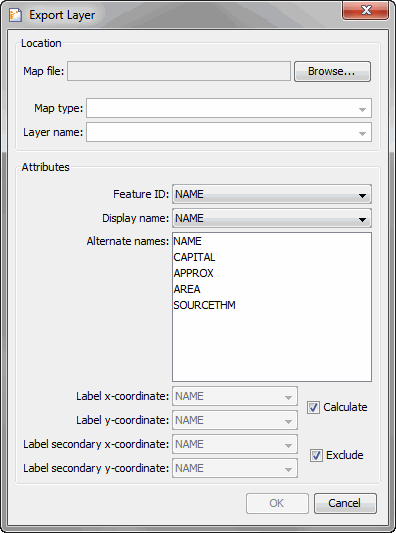 Export Layer
Location
Map file:
Browse...
Map type:
Layer name:
Attributes
Feature ID: NAME
Display name: NAME
Alternate names: NAME
CAPITAL
APPROX
AREA
SOURCETHM
Label x-coordinate: NAME
Calculate
Label y-coordinate: NAME
Label secondary x-coordinate: NAME
Exclude
Label secondary y-coordinate: NAME
OK Cancel